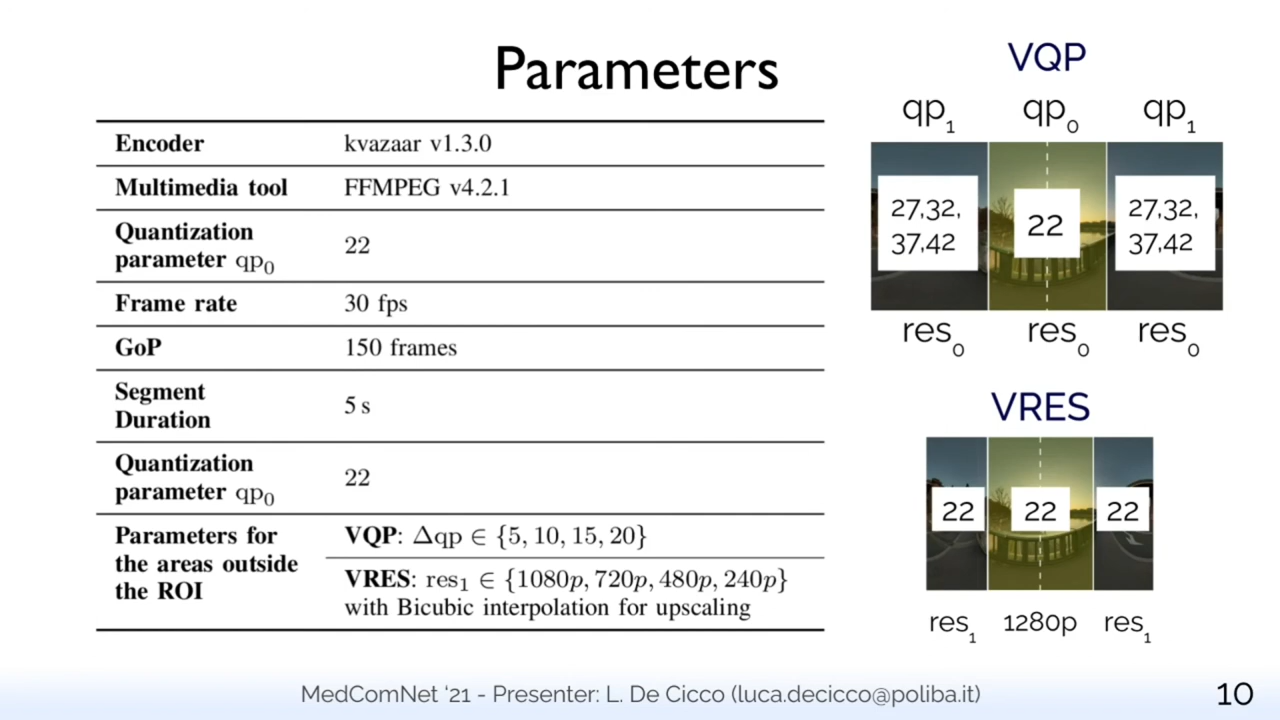 Parameters
Encoder kvazaar v1.3.0
Multimedia tool FFMPEG v4.2.1
Quantization
parameter qp₀ 22
Frame rate 30 fps
GoP 150 frames
Segment
Duration 5 s
Quantization
parameter qp₀ 22
Parameters for
the areas outside
the ROI
VQP: Δqp ∈ {5, 10, 15, 20}
VRES: res₁ ∈ {1080p, 720p, 480p, 240p}
with Bicubic interpolation for upscaling
VQP
qp₁ qp₀ qp₁
27,32, 22 27,32,
37,42 37,42
res₀ res₀ res₀
VRES
22 22 22
res₁ 1280p res₁
MedComNet ‘21 - Presenter: L. De Cicco (luca.decicco@poliba.it)
10